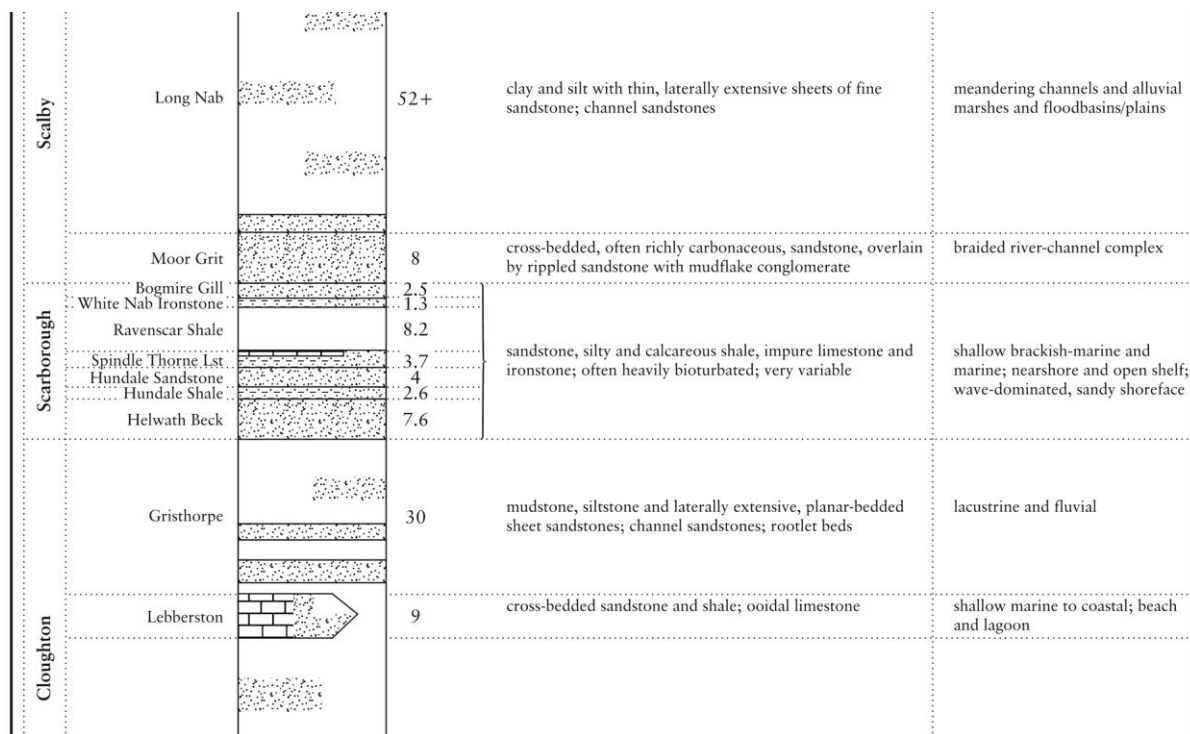 Scalby
Long Nab
52+
clay and silt with thin, laterally extensive sheets of fine
sandstone; channel sandstones
meandering channels and alluvial
marshes and floodbasins/plains
Moor Grit
8
cross-bedded, often richly carbonaceous, sandstone, overlain
by rippled sandstone with mudflake conglomerate
braided river-channel complex
Scarborough
Bogmire Gill
2.5
White Nab Ironstone
1.3
Ravenscar Shale
8.2
Spindle Thorne Lst
3.7
Hundale Sandstone
4
Hundale Shale
2.6
Helwath Beck
7.6
sandstone, silty and calcareous shale, impure limestone and
ironstone; often heavily bioturbated; very variable
shallow brackish-marine and
marine; nearshore and open shelf;
wave-dominated, sandy shoreface
Cloughton
Gristhorpe
30
mudstone, siltstone and laterally extensive, planar-bedded
sheet sandstones; channel sandstones; rootlet beds
lacustrine and fluvial
Lebberston
9
cross-bedded sandstone and shale; ooidal limestone
shallow marine to coastal; beach
and lagoon